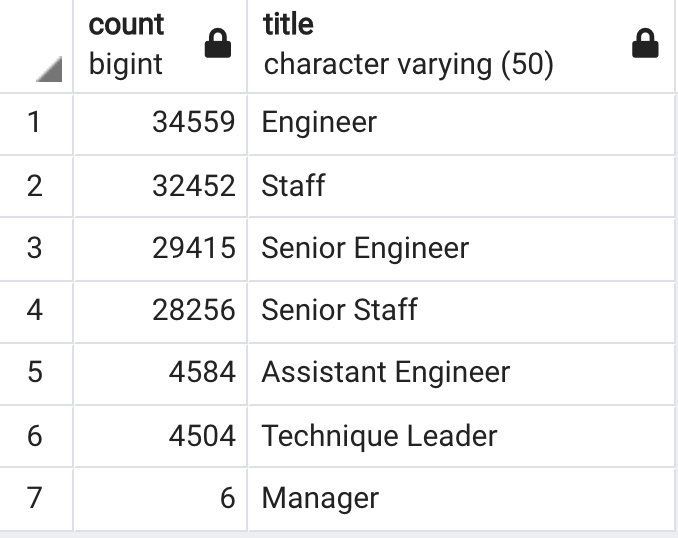 count title
bigint character varying (50)
1 34559 Engineer
2 32452 Staff
3 29415 Senior Engineer
4 28256 Senior Staff
5 4584 Assistant Engineer
6 4504 Technique Leader
7 6 Manager